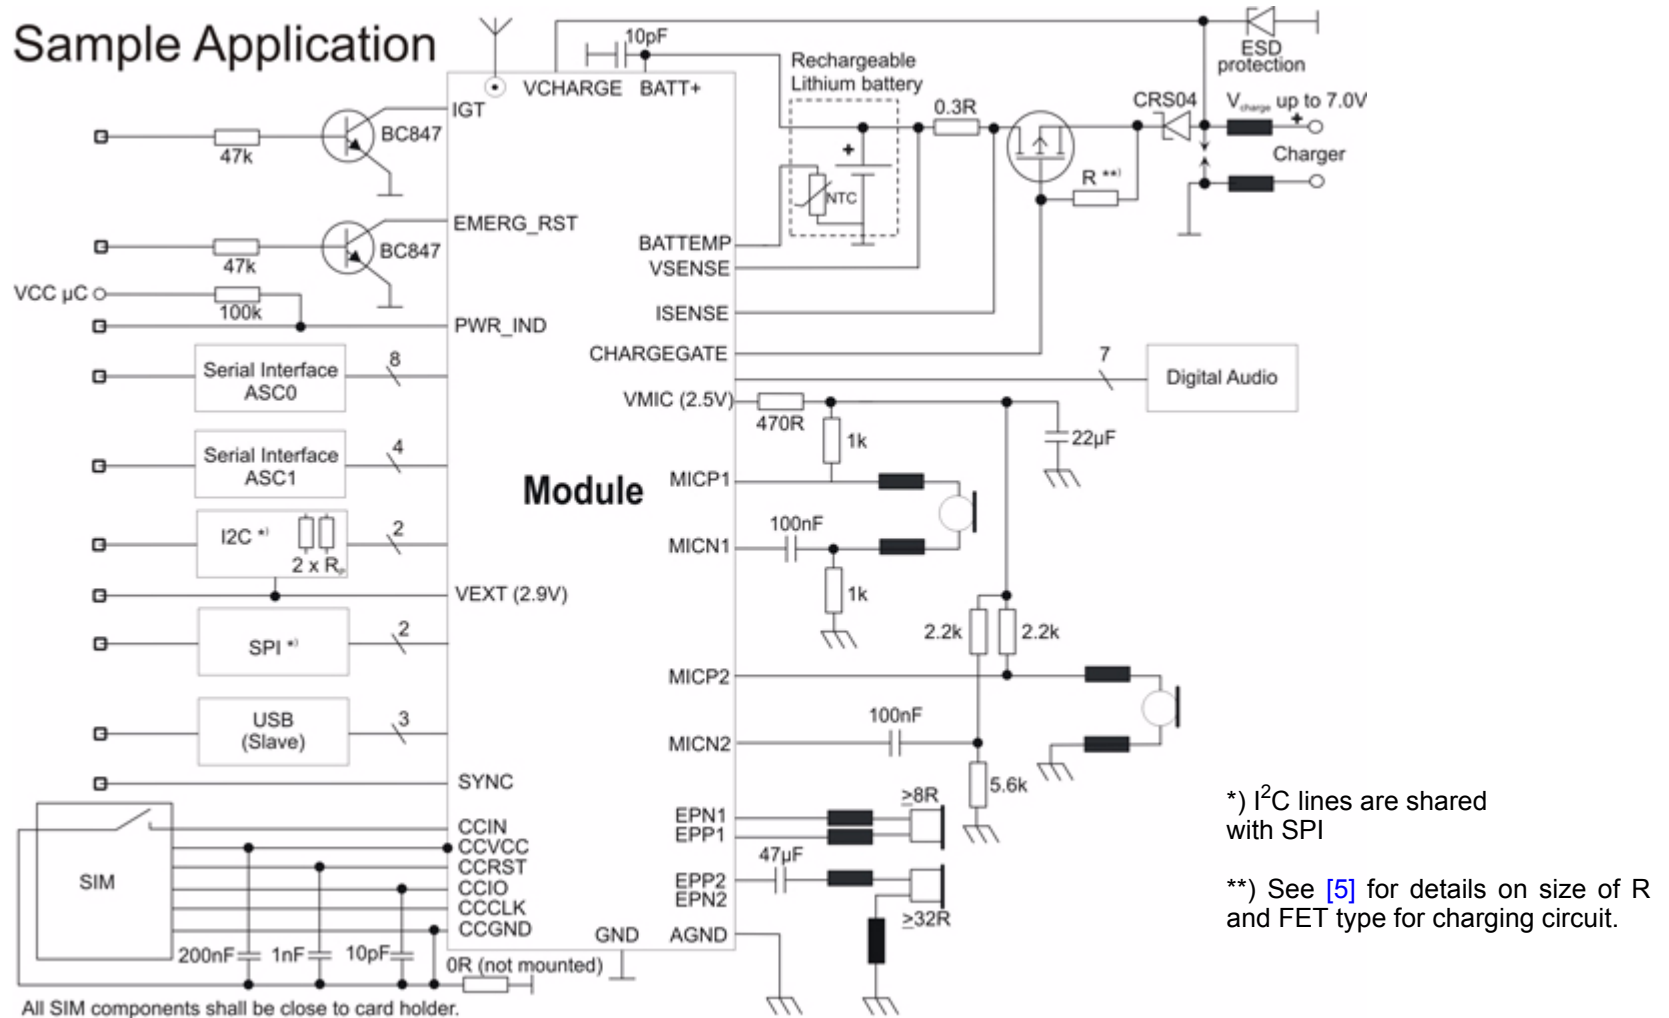 Sample Application
10pF
VCHARGE
BATT+
Rechargeable
Lithium battery
ESD
protection
IGT
BC847
47k
0.3R
CRS04
Vcharge up to 7.0V
+
Charger
R **)
+
NTC
EMERG_RST
BC847
47k
BATTEMP
VSENSE
VCC µC
100k
PWR_IND
ISENSE
CHARGEGATE
Serial Interface
ASC0
8
7
Digital Audio
VMIC (2.5V)
470R
1k
22µF
Serial Interface
ASC1
4
Module
MICP1
100nF
MICN1
1k
I2C *)
2 x Rp
2
VEXT (2.9V)
SPI *)
2
2.2k
2.2k
MICP2
USB
(Slave)
3
100nF
MICN2
5.6k
SYNC
SIM
CCIN
CCVCC
CCRST
CCIO
CCCLK
CCGND
200nF
1nF
10pF
0R (not mounted)
GND
AGND
EPN1
EPP1
≥8R
47µF
EPP2
EPN2
≥32R
All SIM components shall be close to card holder.
*) I²C lines are shared
with SPI
**) See [5] for details on size of R
and FET type for charging circuit.